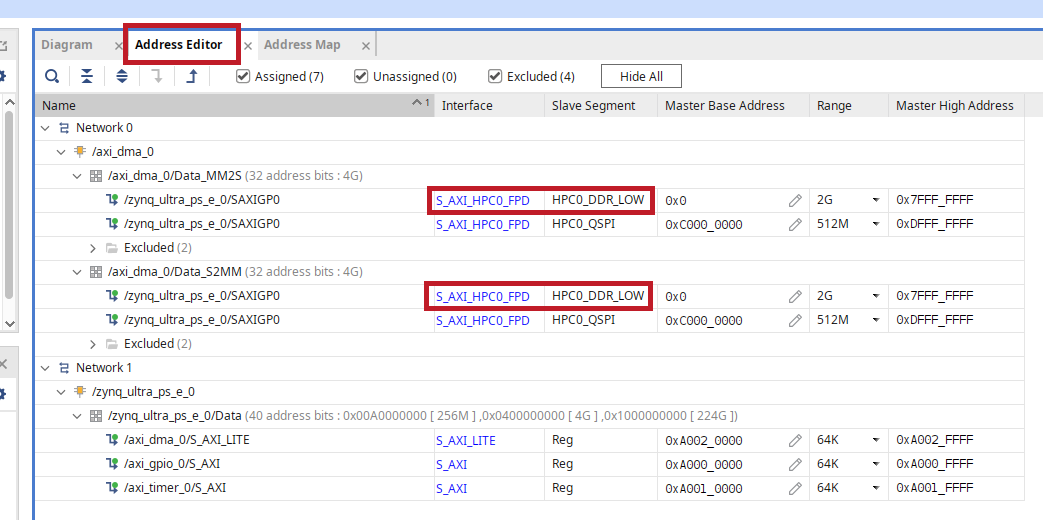 Diagram Address Editor Address Map
Assigned (7) Unassigned (0) Excluded (4) Hide All
Name 1 Interface Slave Segment Master Base Address Range Master High Address
Network 0
/axi_dma_0
/axi_dma_0/Data_MM2S (32 address bits : 4G)
/zynq_ultra_ps_e_0/SAXIGP0 S_AXI_HPC0_FPD HPC0_DDR_LOW 0x0 2G 0x7FFF_FFFF
/zynq_ultra_ps_e_0/SAXIGP0 S_AXI_HPC0_FPD HPC0_QSPI 0xC000_0000 512M 0xDFFF_FFFF
Excluded (2)
/axi_dma_0/Data_S2MM (32 address bits : 4G)
/zynq_ultra_ps_e_0/SAXIGP0 S_AXI_HPC0_FPD HPC0_DDR_LOW 0x0 2G 0x7FFF_FFFF
/zynq_ultra_ps_e_0/SAXIGP0 S_AXI_HPC0_FPD HPC0_QSPI 0xC000_0000 512M 0xDFFF_FFFF
Excluded (2)
Network 1
/zynq_ultra_ps_e_0
/zynq_ultra_ps_e_0/Data (40 address bits : 0x00A0000000 [ 256M ] ,0x0400000000 [ 4G ] ,0x1000000000 [ 224G ])
/axi_dma_0/S_AXI_LITE S_AXI_LITE Reg 0xA002_0000 64K 0xA002_FFFF
/axi_gpio_0/S_AXI S_AXI Reg 0xA000_0000 64K 0xA000_FFFF
/axi_timer_0/S_AXI S_AXI Reg 0xA001_0000 64K 0xA001_FFFF